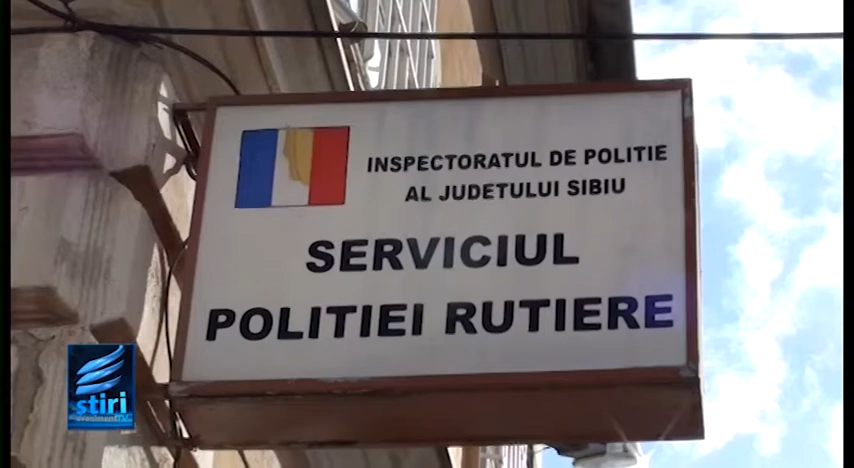 INSPECTORATUL DE POLITIE
AL JUDETULUI SIBIU
SERVICIUL
POLITIEI RUTIERE
stiri